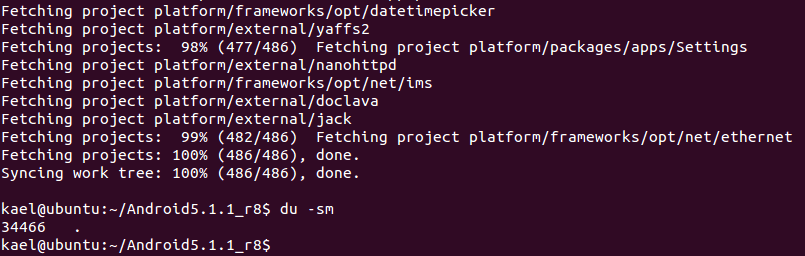 Fetching project platform/frameworks/opt/datetimepicker
Fetching project platform/external/yaffs2
Fetching projects:  98% (477/486)  Fetching project platform/packages/apps/Settings
Fetching project platform/external/nanohttpd
Fetching project platform/frameworks/opt/net/ims
Fetching project platform/external/doclava
Fetching project platform/external/jack
Fetching projects:  99% (482/486)  Fetching project platform/frameworks/opt/net/ethernet
Fetching projects: 100% (486/486), done.
Syncing work tree: 100% (486/486), done.
kael@ubuntu:~/Android5.1.1_r8$ du -sm
34466   .
kael@ubuntu:~/Android5.1.1_r8$